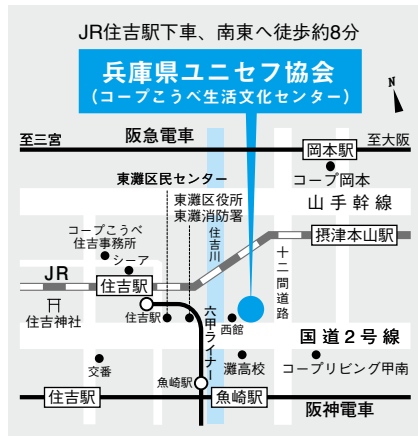 JR住吉駅下車、南東へ徒歩約8分
兵庫県ユニセフ協会
(コープこうべ生活文化センター)
N
至三宮
阪急電車
岡本駅
至大阪
コープ岡本
東灘区民センター
山手幹線
東灘区役所
東灘消防署
住吉川
コープこうべ
住吉事務所
シーア
十二間道路
摂津本山駅
JR
住吉駅
住吉神社
住吉駅
六甲ライナー
西館
国道2号線
交番
灘高校
コープリビング甲南
魚崎駅
住吉駅
魚崎駅
阪神電車